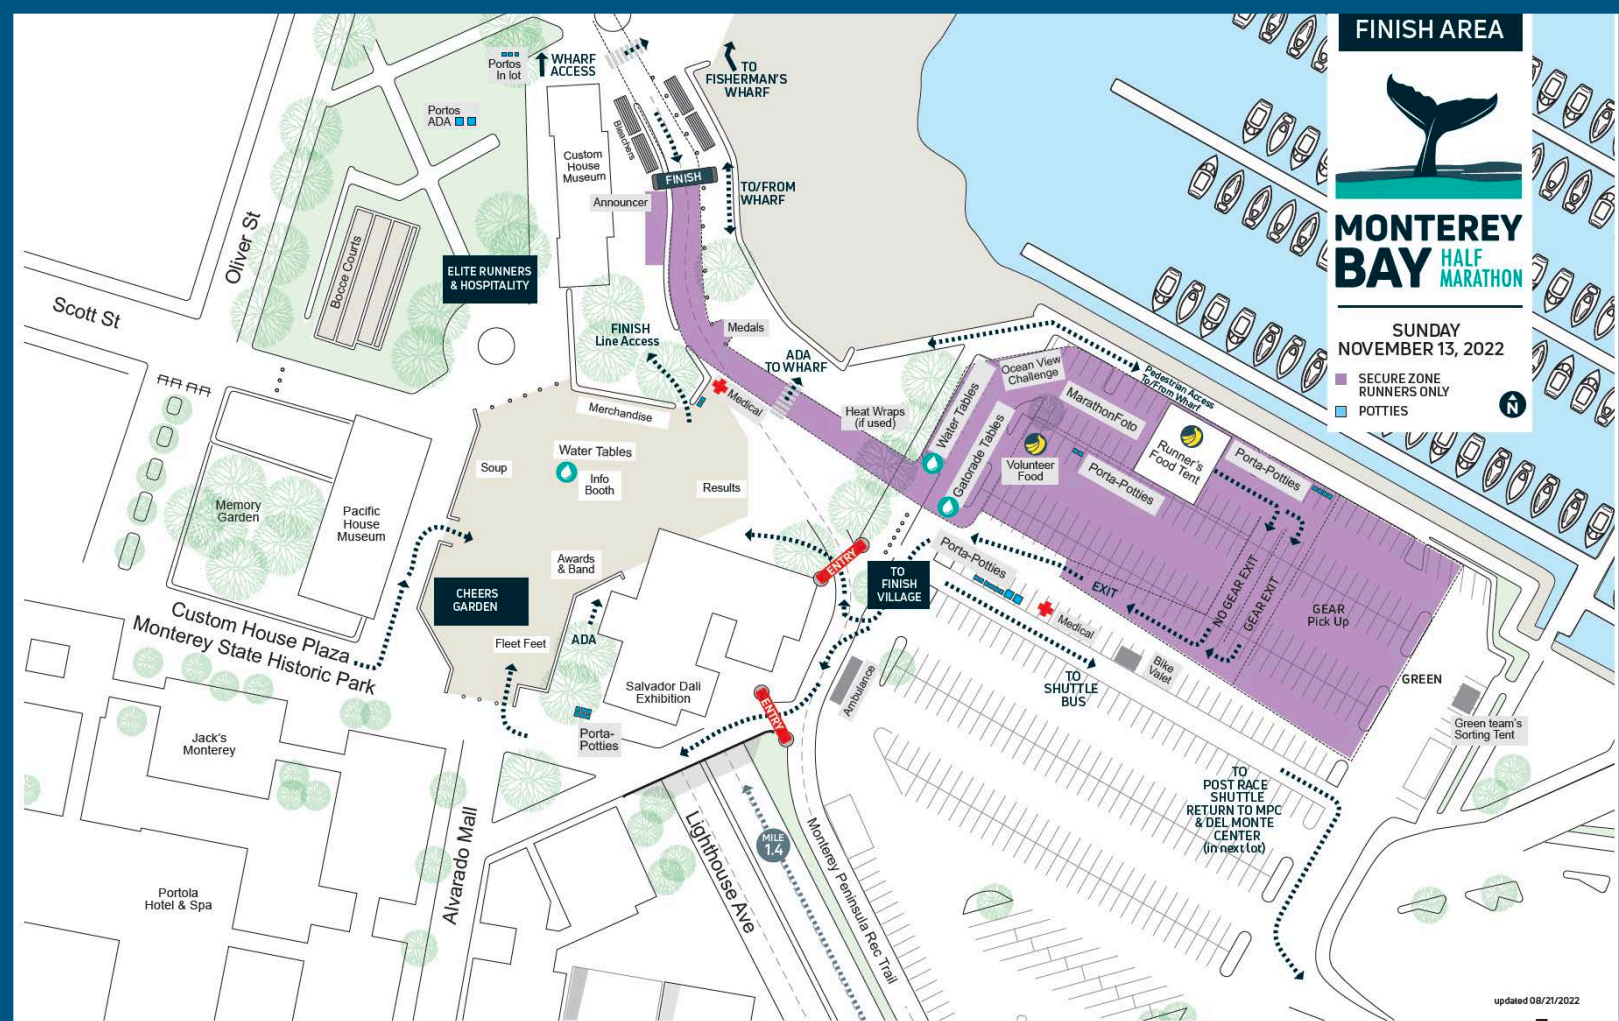 FINISH AREA
MONTEREY
BAY HALF
MARATHON
SUNDAY
NOVEMBER 13, 2022
SECURE ZONE
RUNNERS ONLY
POTTIES
N
Portos
In lot
WHARF
ACCESS
TO
FISHERMAN'S
WHARF
Portos
ADA
Bleachers
Custom
House
Museum
FINISH
TO/FROM
WHARF
Announcer
Oliver St
Bocce Courts
ELITE RUNNERS
& HOSPITALITY
Scott St
FINISH
Line Access
Medals
ADA
TO WHARF
Medical
Merchandise
Heat Wraps
(if used)
Water Tables
Gatorade Tables
Ocean View
Challenge
MarathonFoto
Pedestrian Access
To/From Wharf
Runner's
Food Tent
Volunteer
Food
Porta-Potties
Porta-Potties
Water Tables
Soup
Info
Booth
Results
Memory
Garden
Pacific
House
Museum
Awards
& Band
ENTRY
TO
FINISH
VILLAGE
Porta-Potties
EXIT
NO GEAR EXIT
GEAR EXIT
GEAR
Pick Up
CHEERS
GARDEN
Custom House Plaza
Monterey State Historic Park
Fleet Feet
ADA
Medical
Bike
Valet
TO
SHUTTLE
BUS
Ambulance
Salvador Dali
Exhibition
ENTRY
GREEN
Green team's
Sorting Tent
Porta-
Potties
Jack's
Monterey
TO
POST RACE
SHUTTLE
RETURN TO MPC
& DEL MONTE
CENTER
(in next lot)
MILE
1.4
Alvarado Mall
Lighthouse Ave
Monterey Peninsula Rec Trail
Portola
Hotel & Spa
updated 08/21/2022